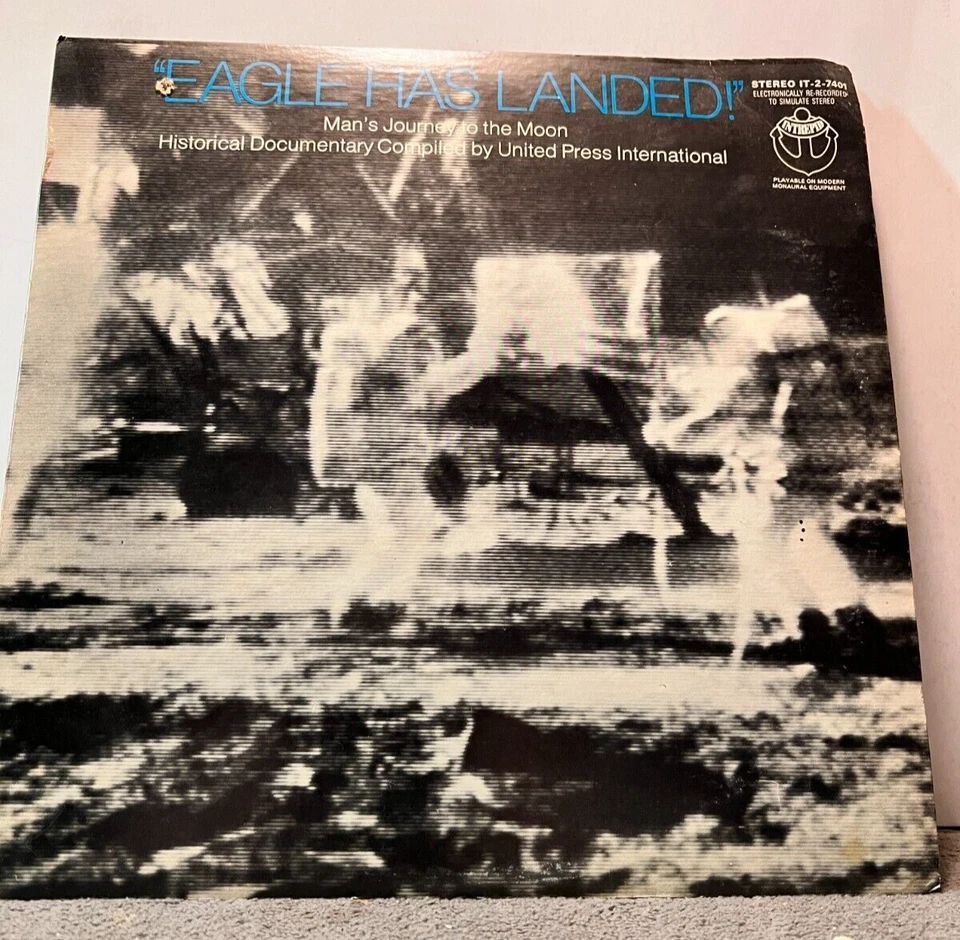 "EAGLE HAS LANDED!"
Man's Journey to the Moon
Historical Documentary Compiled by United Press International
STEREO IT-2-7401
ELECTRONICALLY RE-RECORDED
TO SIMULATE STEREO
INTREPID
PLAYABLE ON MODERN
MONAURAL EQUIPMENT